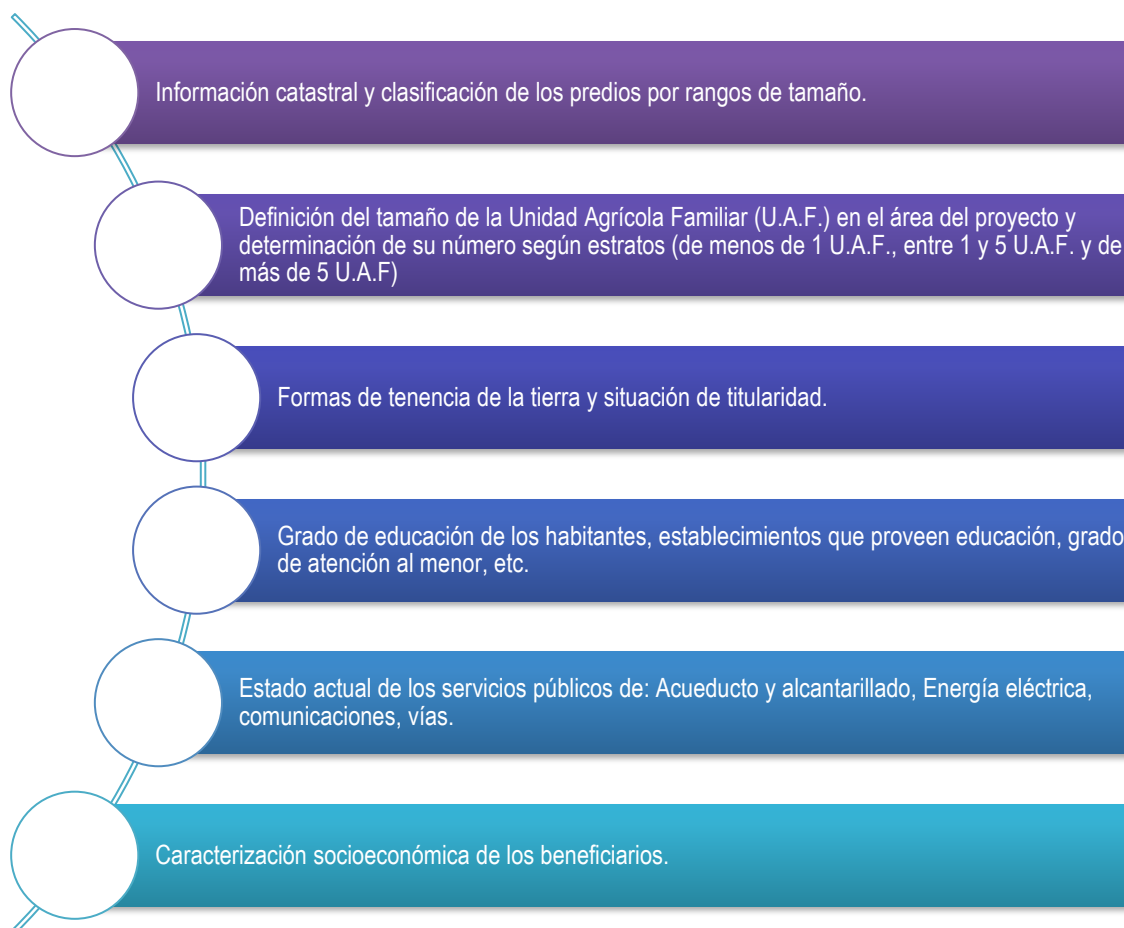 Información catastral y clasificación de los predios por rangos de tamaño.
Definición del tamaño de la Unidad Agrícola Familiar (U.A.F.) en el área del proyecto y
determinación de su número según estratos (de menos de 1 U.A.F., entre 1 y 5 U.A.F. y de
más de 5 U.A.F)
Formas de tenencia de la tierra y situación de titularidad.
Grado de educación de los habitantes, establecimientos que proveen educación, grado
de atención al menor, etc.
Estado actual de los servicios públicos de: Acueducto y alcantarillado, Energía eléctrica,
comunicaciones, vías.
Caracterización socioeconómica de los beneficiarios.